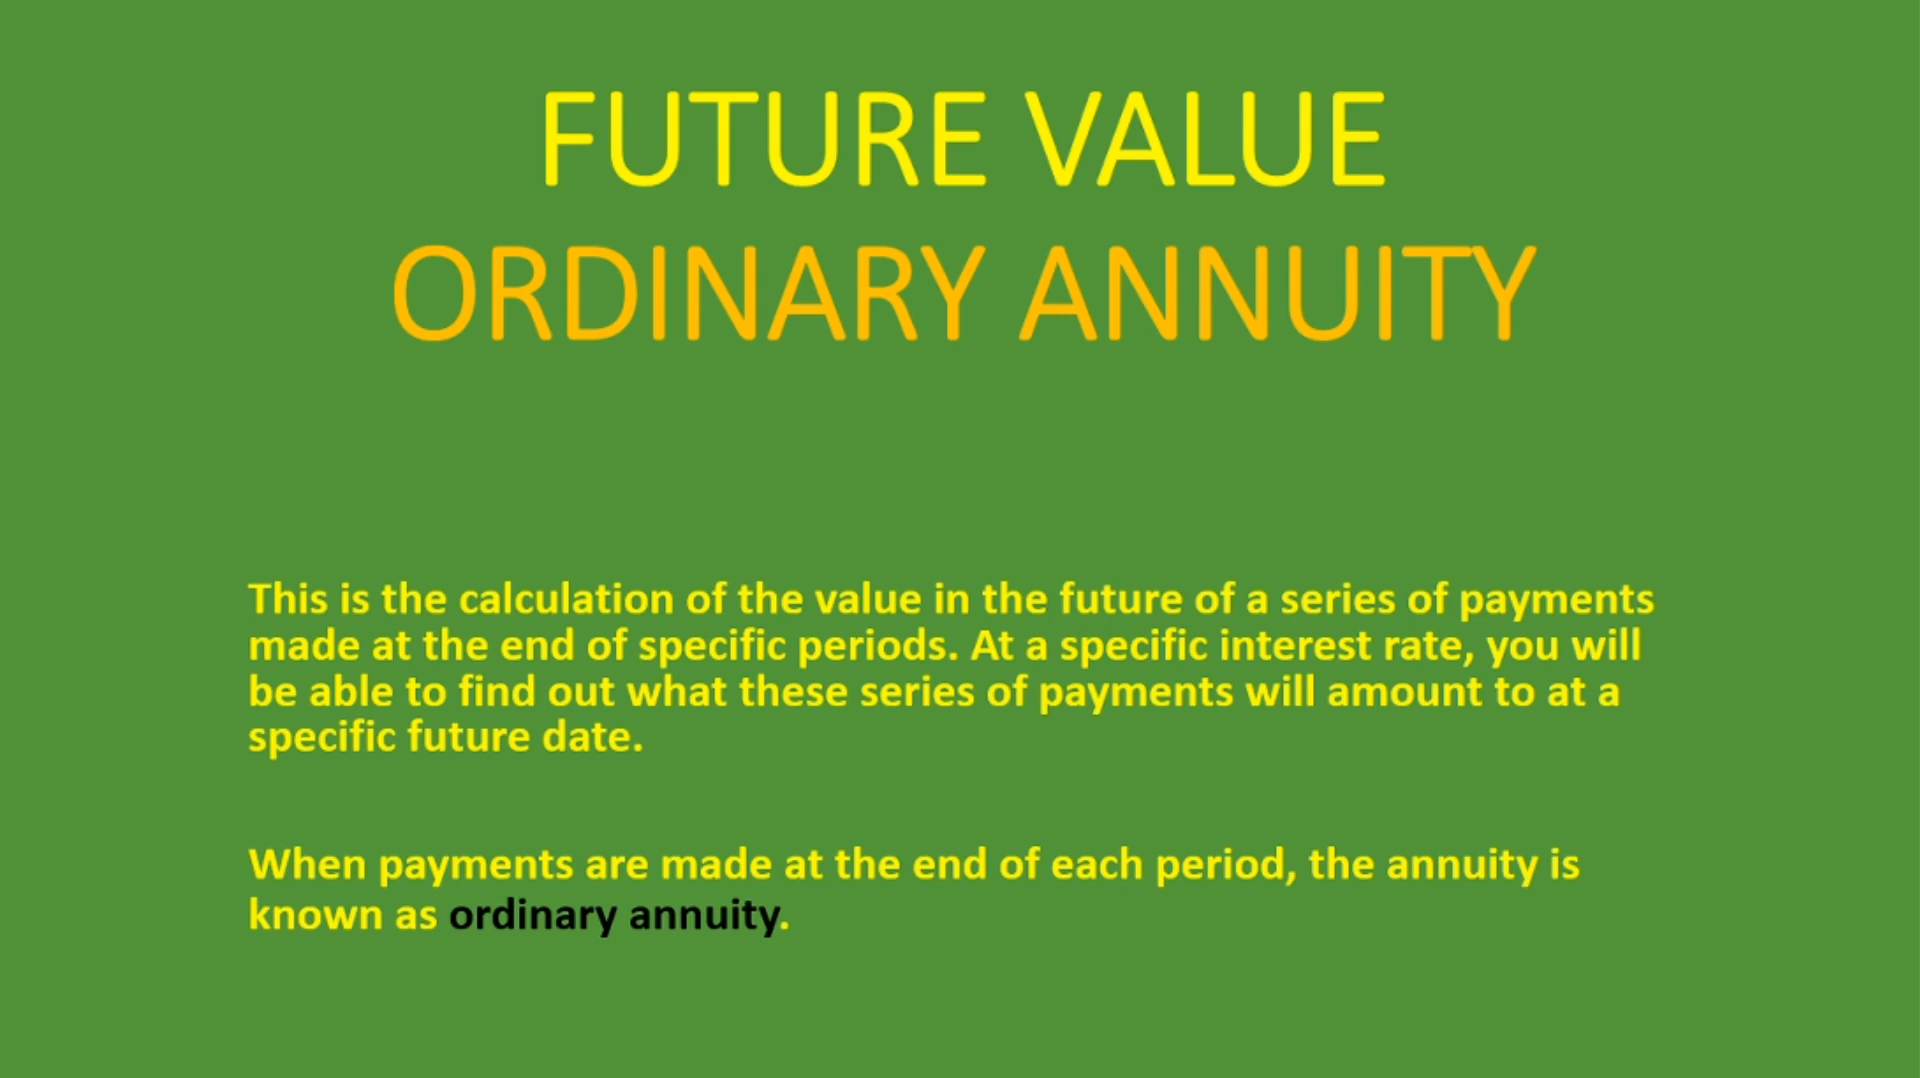 FUTURE VALUE
ORDINARY ANNUITY
This is the calculation of the value in the future of a series of payments
made at the end of specific periods. At a specific interest rate, you will
be able to find out what these series of payments will amount to at a
specific future date.
When payments are made at the end of each period, the annuity is
known as ordinary annuity.